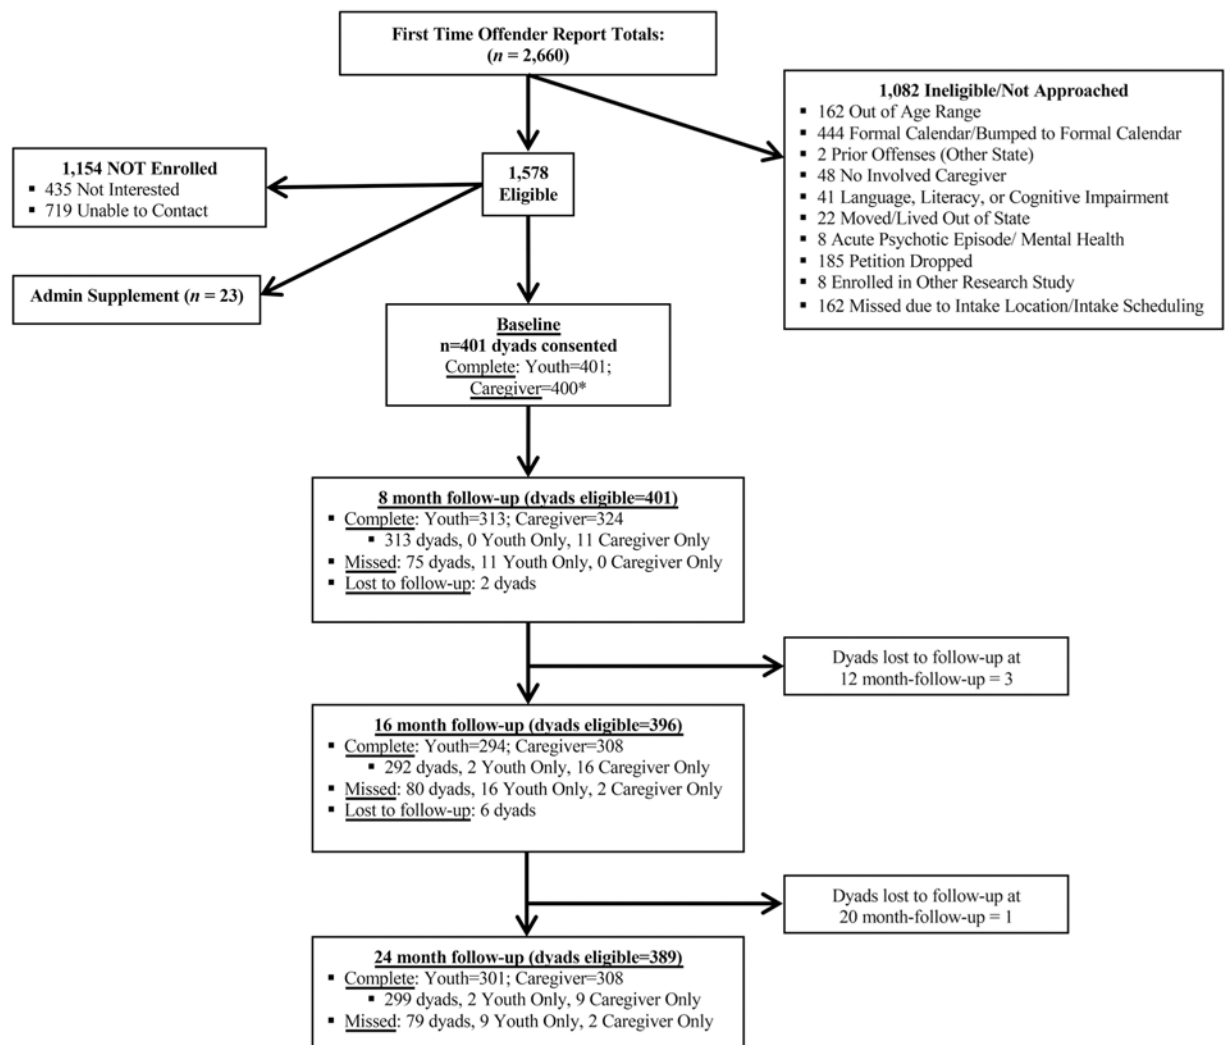 First Time Offender Report Totals:
(n = 2,660)
1,082 Ineligible/Not Approached
▪ 162 Out of Age Range
▪ 444 Formal Calendar/Bumped to Formal Calendar
▪ 2 Prior Offenses (Other State)
▪ 48 No Involved Caregiver
▪ 41 Language, Literacy, or Cognitive Impairment
▪ 22 Moved/Lived Out of State
▪ 8 Acute Psychotic Episode/ Mental Health
▪ 185 Petition Dropped
▪ 8 Enrolled in Other Research Study
▪ 162 Missed due to Intake Location/Intake Scheduling
1,154 NOT Enrolled
▪ 435 Not Interested
▪ 719 Unable to Contact
1,578
Eligible
Admin Supplement (n = 23)
Baseline
n=401 dyads consented
Complete: Youth=401;
Caregiver=400*
8 month follow-up (dyads eligible=401)
▪ Complete: Youth=313; Caregiver=324
▪ 313 dyads, 0 Youth Only, 11 Caregiver Only
▪ Missed: 75 dyads, 11 Youth Only, 0 Caregiver Only
▪ Lost to follow-up: 2 dyads
Dyads lost to follow-up at
12 month-follow-up = 3
16 month follow-up (dyads eligible=396)
▪ Complete: Youth=294; Caregiver=308
▪ 292 dyads, 2 Youth Only, 16 Caregiver Only
▪ Missed: 80 dyads, 16 Youth Only, 2 Caregiver Only
▪ Lost to follow-up: 6 dyads
Dyads lost to follow-up at
20 month-follow-up = 1
24 month follow-up (dyads eligible=389)
▪ Complete: Youth=301; Caregiver=308
▪ 299 dyads, 2 Youth Only, 9 Caregiver Only
▪ Missed: 79 dyads, 9 Youth Only, 2 Caregiver Only